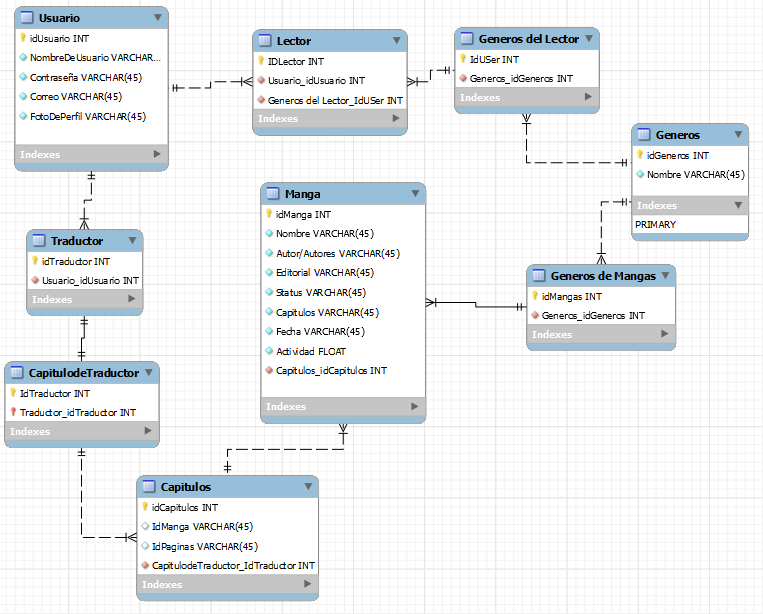 Usuario
idUsuario INT
NombreDeUsuario VARCHAR...
Contraseña VARCHAR(45)
Correo VARCHAR(45)
FotoDePerfil VARCHAR(45)
Indexes
Lector
IDLector INT
Usuario_idUsuario INT
Generos del Lector_IdUSer INT
Indexes
Generos del Lector
IdUSer INT
Generos_idGeneros INT
Indexes
Generos
idGeneros INT
Nombre VARCHAR(45)
Indexes
PRIMARY
Manga
idManga INT
Nombre VARCHAR(45)
Autor/Autores VARCHAR(45)
Editorial VARCHAR(45)
Status VARCHAR(45)
Capitulos VARCHAR(45)
Fecha VARCHAR(45)
Actividad FLOAT
Capitulos_idCapitulos INT
Indexes
Traductor
idTraductor INT
Usuario_idUsuario INT
Indexes
Generos de Mangas
idMangas INT
Generos_idGeneros INT
Indexes
CapitulodeTraductor
IdTraductor INT
Traductor_idTraductor INT
Indexes
Capitulos
idCapitulos INT
IdManga VARCHAR(45)
IdPaginas VARCHAR(45)
CapitulodeTraductor_IdTraductor INT
Indexes